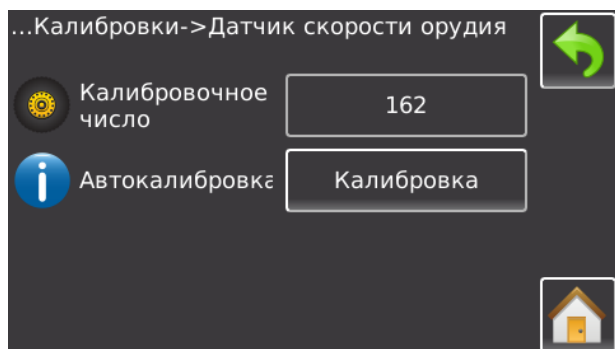 ...Калибровки->Датчик скорости орудия
Калибровочное
число
162
Автокалибровка
Калибровка